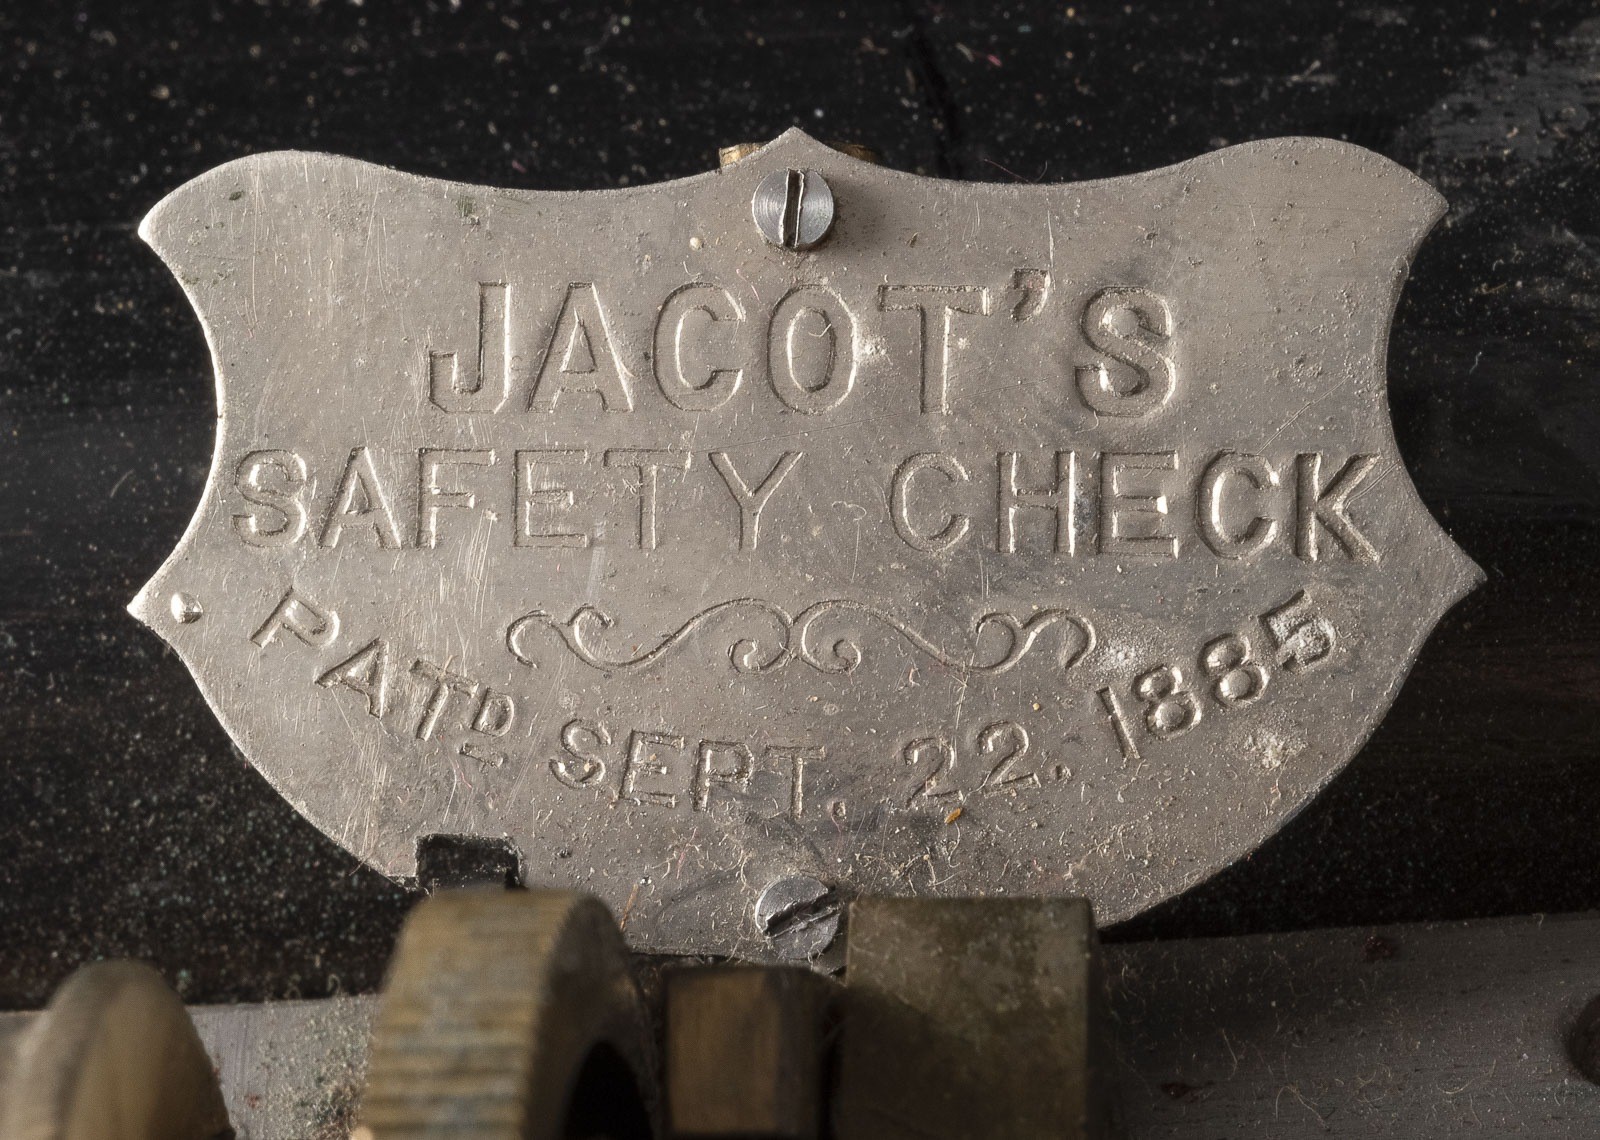 JACOT'S
SAFETY CHECK
PATD SEPT. 22. 1885